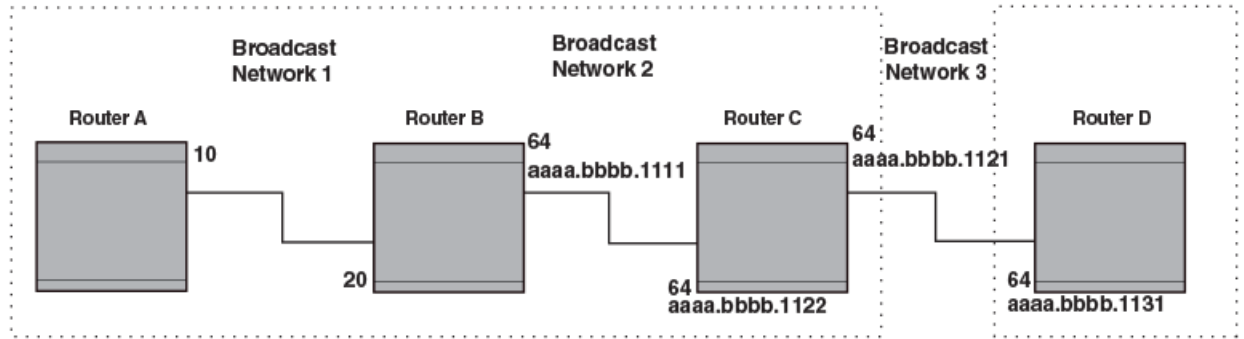 Broadcast
Network 1
Broadcast
Network 2
Broadcast
Network 3
Router A
Router B
Router C
Router D
10
64
aaaa.bbbb.1111
64
aaaa.bbbb.1121
20
64
aaaa.bbbb.1122
64
aaaa.bbbb.1131